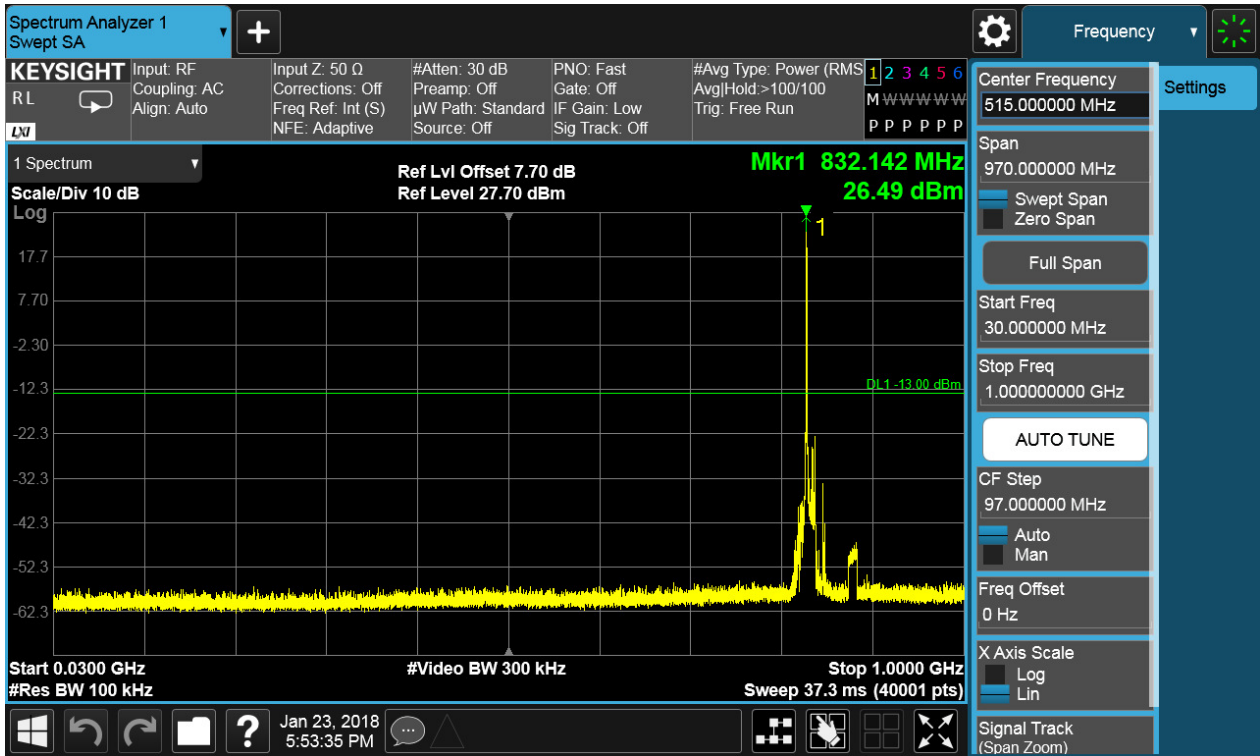 Spectrum Analyzer 1
Swept SA
Frequency
KEYSIGHT
RL
LXI
Input: RF
Coupling: AC
Align: Auto
Input Z: 50 Ω
Corrections: Off
Freq Ref: Int (S)
NFE: Adaptive
#Atten: 30 dB
Preamp: Off
µW Path: Standard
Source: Off
PNO: Fast
Gate: Off
IF Gain: Low
Sig Track: Off
#Avg Type: Power (RMS
Avg|Hold:>100/100
Trig: Free Run
1 2 3 4 5 6
M W W W W W
P P P P P P
Center Frequency
515.000000 MHz
Settings
Span
970.000000 MHz
Swept Span
Zero Span
Full Span
Start Freq
30.000000 MHz
Stop Freq
1.000000000 GHz
AUTO TUNE
CF Step
97.000000 MHz
Auto
Man
Freq Offset
0 Hz
X Axis Scale
Log
Lin
Signal Track
(Span Zoom)
1 Spectrum
Scale/Div 10 dB
Log
Ref Lvl Offset 7.70 dB
Ref Level 27.70 dBm
Mkr1 832.142 MHz
26.49 dBm
1
17.7
7.70
-2.30
-12.3
DL1 -13.00 dBm
-22.3
-32.3
-42.3
-52.3
-62.3
Start 0.0300 GHz
#Video BW 300 kHz
Stop 1.0000 GHz
#Res BW 100 kHz
Sweep 37.3 ms (40001 pts)
?
Jan 23, 2018
5:53:35 PM